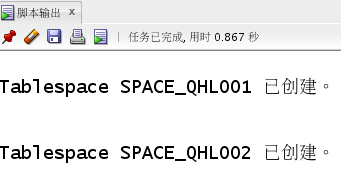 脚本输出 x
任务已完成, 用时 0.867 秒
Tablespace SPACE_QHL001 已创建。
Tablespace SPACE_QHL002 已创建。